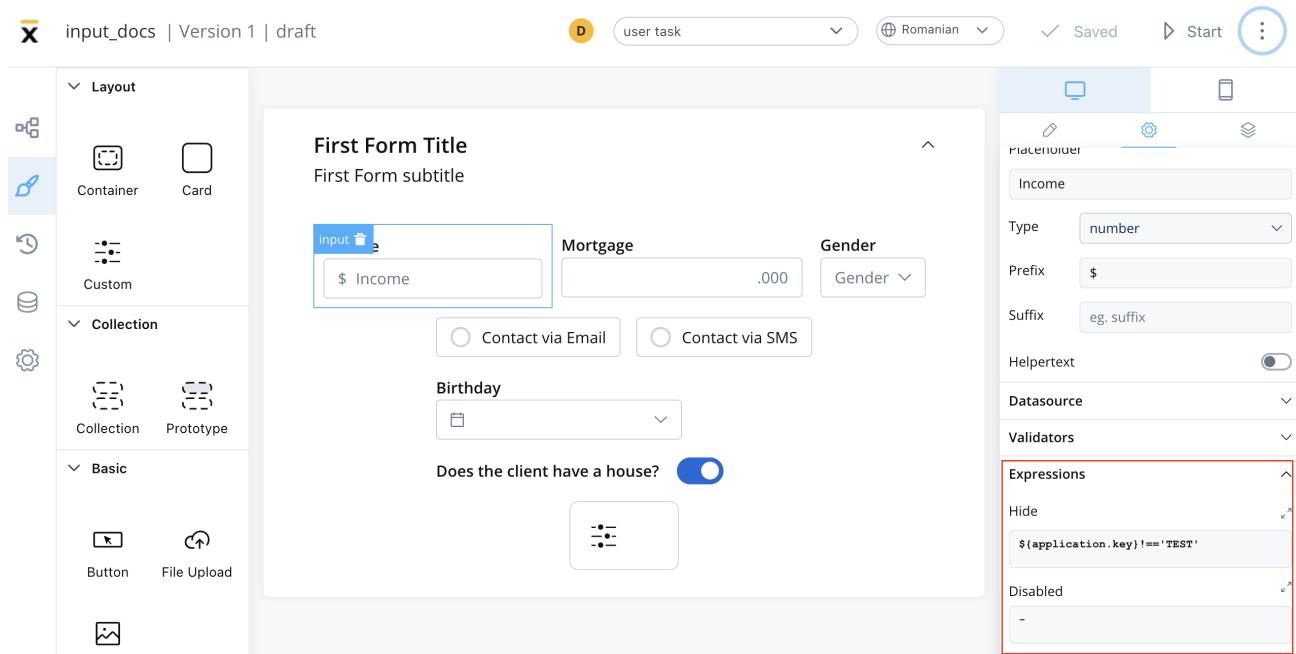 input_docs | Version 1 | draft
D
user task
Romanian
Saved
Start
Layout
Container
Card
Custom
Collection
Collection
Prototype
Basic
Button
File Upload
First Form Title
First Form subtitle
input
e
$ Income
Mortgage
.000
Gender
Gender
Contact via Email
Contact via SMS
Birthday
Does the client have a house?
Placeholder
Income
Type
number
Prefix
$
Suffix
eg. suffix
Helpertext
Datasource
Validators
Expressions
Hide
${application.key}!=='TEST'
Disabled
-